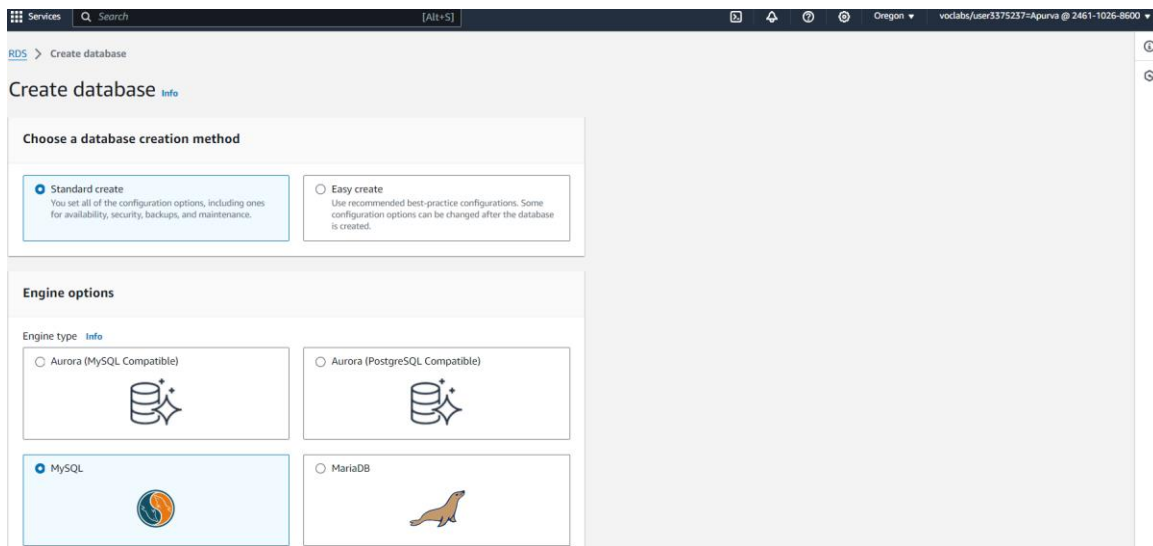 Services Search [Alt+S] Oregon voclabs/user3375237=Apurva @ 2461-1026-8600
RDS > Create database
Create database Info
Choose a database creation method
Standard create
You set all of the configuration options, including ones
for availability, security, backups, and maintenance.
Easy create
Use recommended best-practice configurations. Some
configuration options can be changed after the database
is created.
Engine options
Engine type Info
Aurora (MySQL Compatible)
Aurora (PostgreSQL Compatible)
MySQL
MariaDB